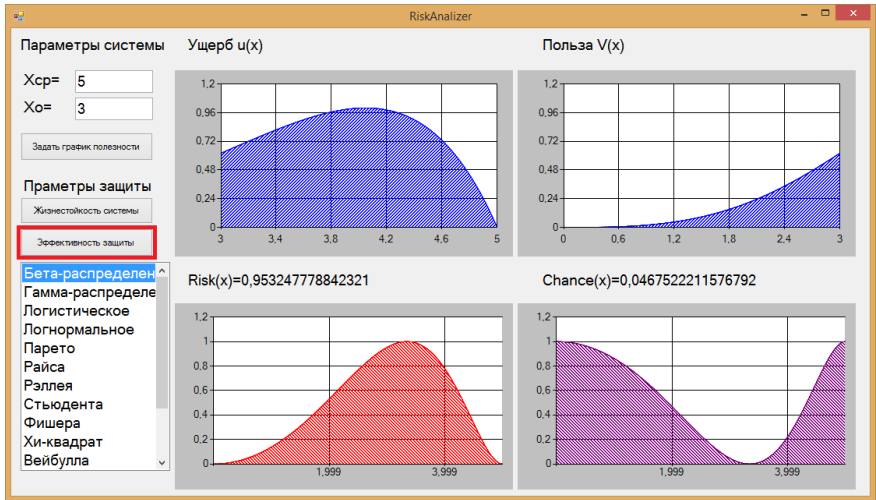 RiskAnalizer
Параметры системы
Xcp= 5
Xo= 3
Задать график полезности
Праметры защиты
Жизнестойкость системы
Эффективность защиты
Бета-распределен
Гамма-распределе
Логистическое
Логнормальное
Парето
Райса
Рэллея
Стьюдента
Фишера
Хи-квадрат
Вейбулла
Ущерб u(x)
1,2
0,96
0,72
0,48
0,24
0
3 3,4 3,8 4,2 4,6 5
Польза V(x)
1,2
0,96
0,72
0,48
0,24
0
0 0,6 1,2 1,8 2,4 3
Risk(x)=0,953247778842321
1,2
1
0,8
0,6
0,4
0,2
0
1,999 3,999
Chance(x)=0,0467522211576792
1,2
1
0,8
0,6
0,4
0,2
0
1,999 3,999